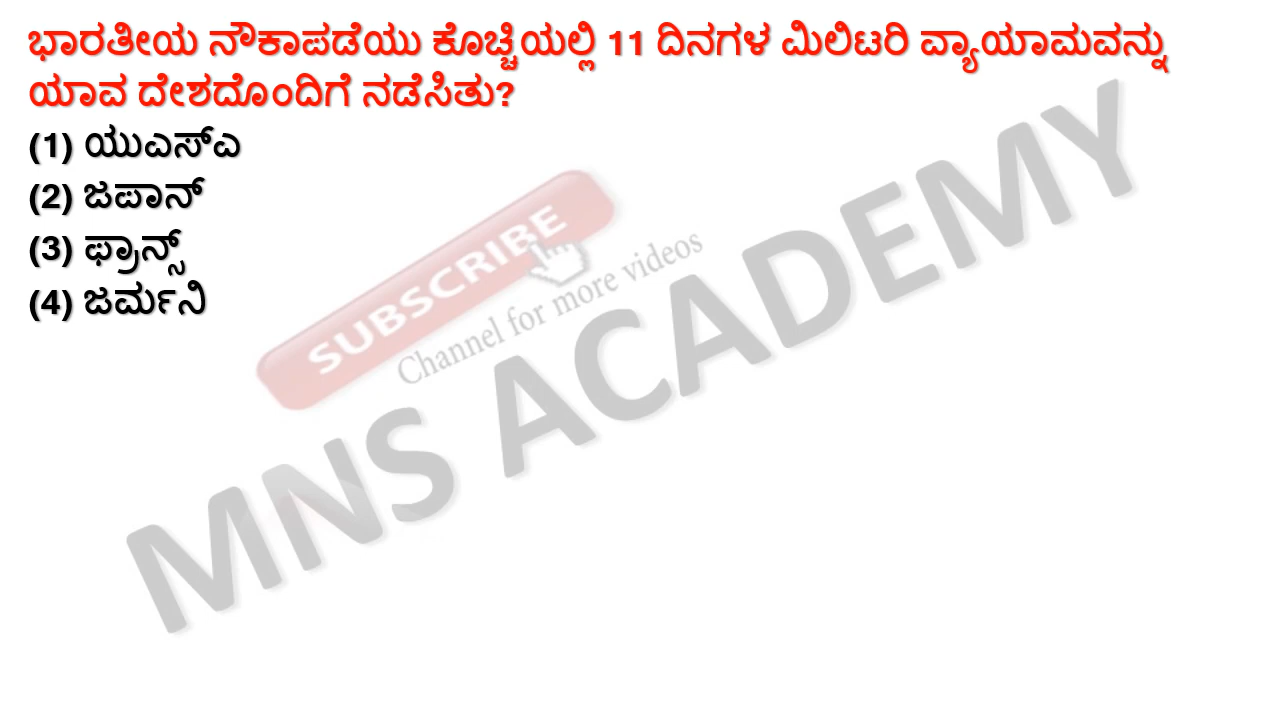 ಭಾರತೀಯ ನೌಕಾಪಡೆಯು ಕೊಚ್ಚಿಯಲ್ಲಿ 11 ದಿನಗಳ ಮಿಲಿಟರಿ ವ್ಯಾಯಾಮವನ್ನು
ಯಾವ ದೇಶದೊಂದಿಗೆ ನಡೆಸಿತು?
(1) ಯುಎಸ್ಎ
(2) ಜಪಾನ್
(3) ಫ್ರಾನ್ಸ್
(4) ಜರ್ಮನಿ
SUBSCRIBE
Channel for more videos
MNS ACADEMY